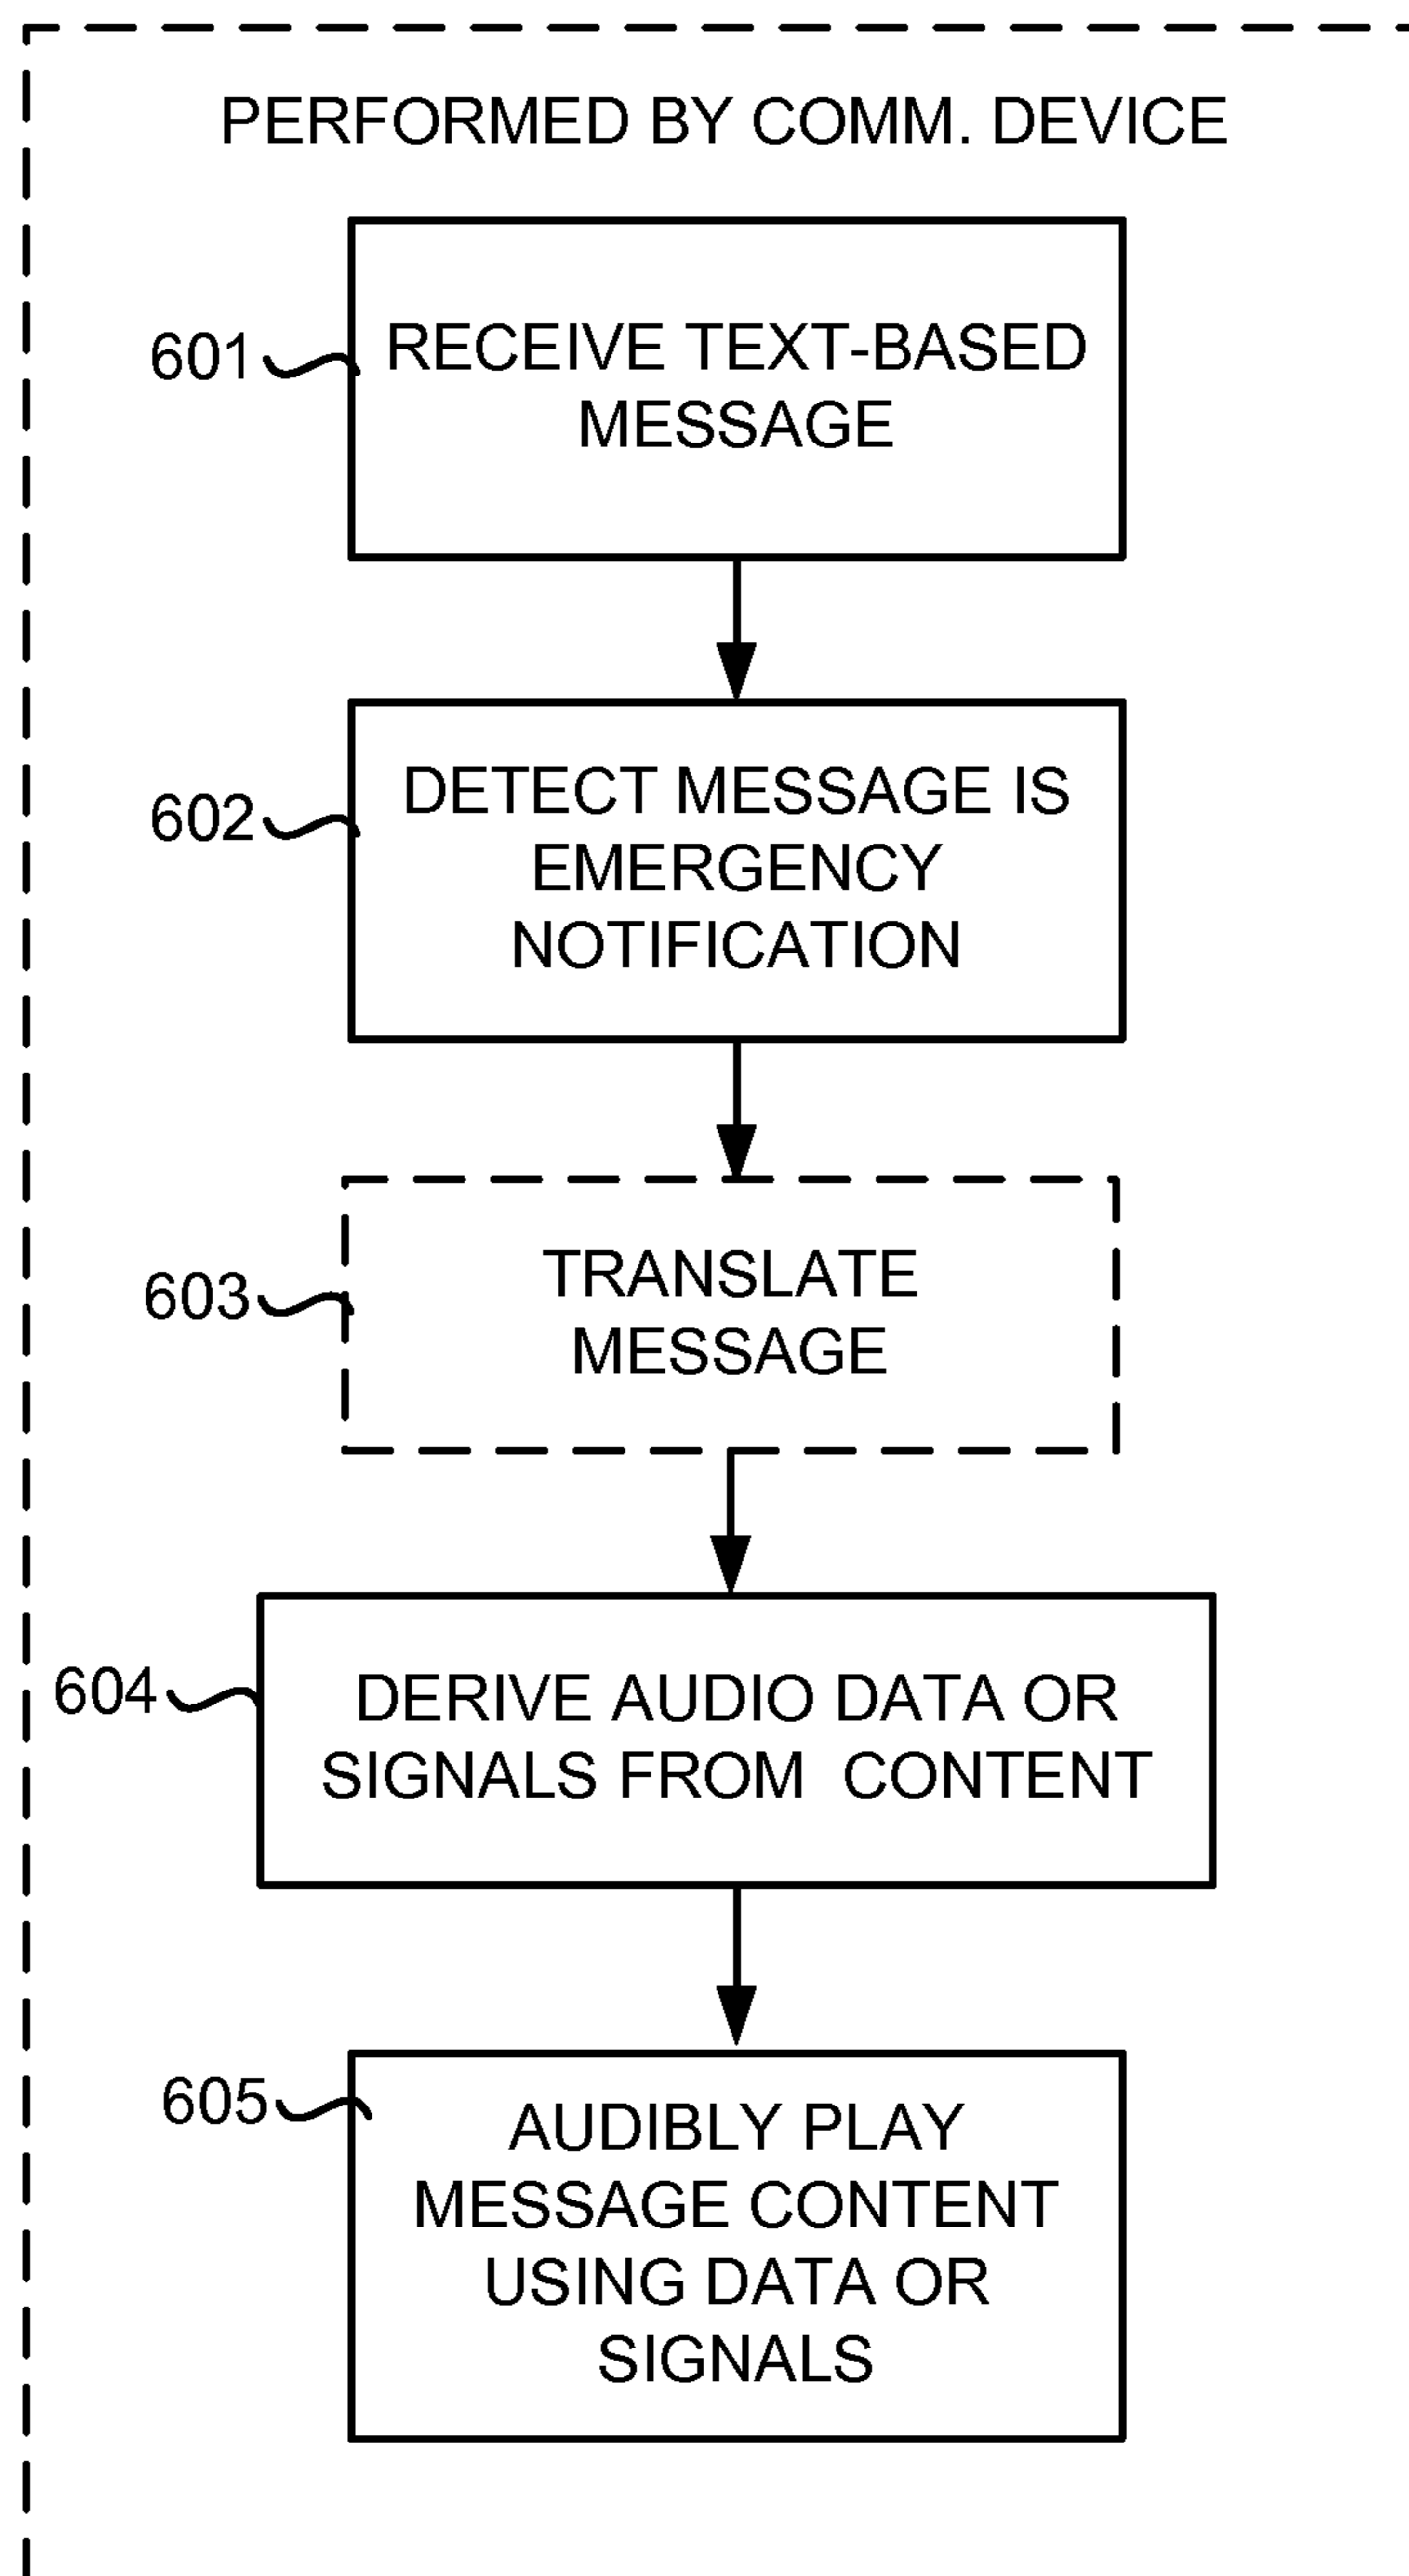 PERFORMED BY COMM. DEVICE
601
RECEIVE TEXT-BASED
MESSAGE
602
DETECT MESSAGE IS
EMERGENCY
NOTIFICATION
603
TRANSLATE
MESSAGE
604
DERIVE AUDIO DATA OR
SIGNALS FROM CONTENT
605
AUDIBLY PLAY
MESSAGE CONTENT
USING DATA OR
SIGNALS